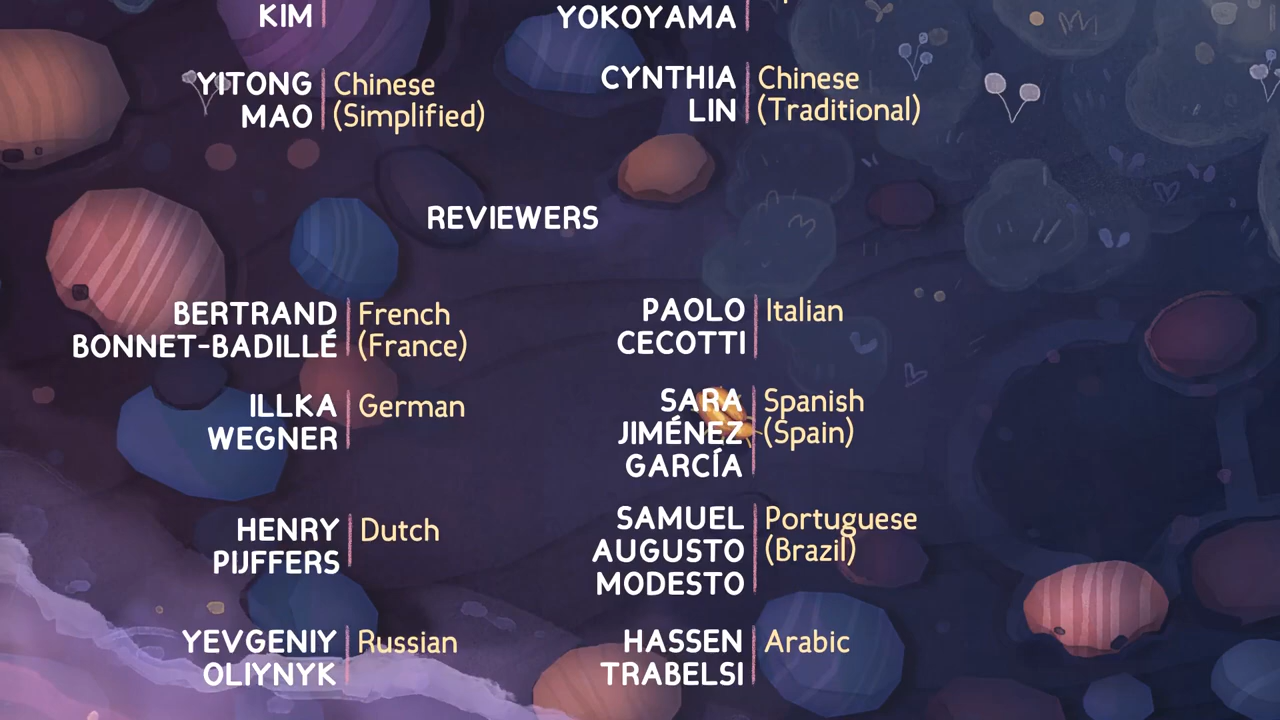 KIM
YOKOYAMA
YITONG Chinese
MAO (Simplified)
CYNTHIA Chinese
LIN (Traditional)
REVIEWERS
BERTRAND French
BONNET-BADILLÉ (France)
PAOLO Italian
CECOTTI
ILLKA German
WEGNER
SARA Spanish
JIMÉNEZ (Spain)
GARCÍA
HENRY Dutch
PIJFFERS
SAMUEL Portuguese
AUGUSTO (Brazil)
MODESTO
YEVGENIY Russian
OLIYNYK
HASSEN Arabic
TRABELSI